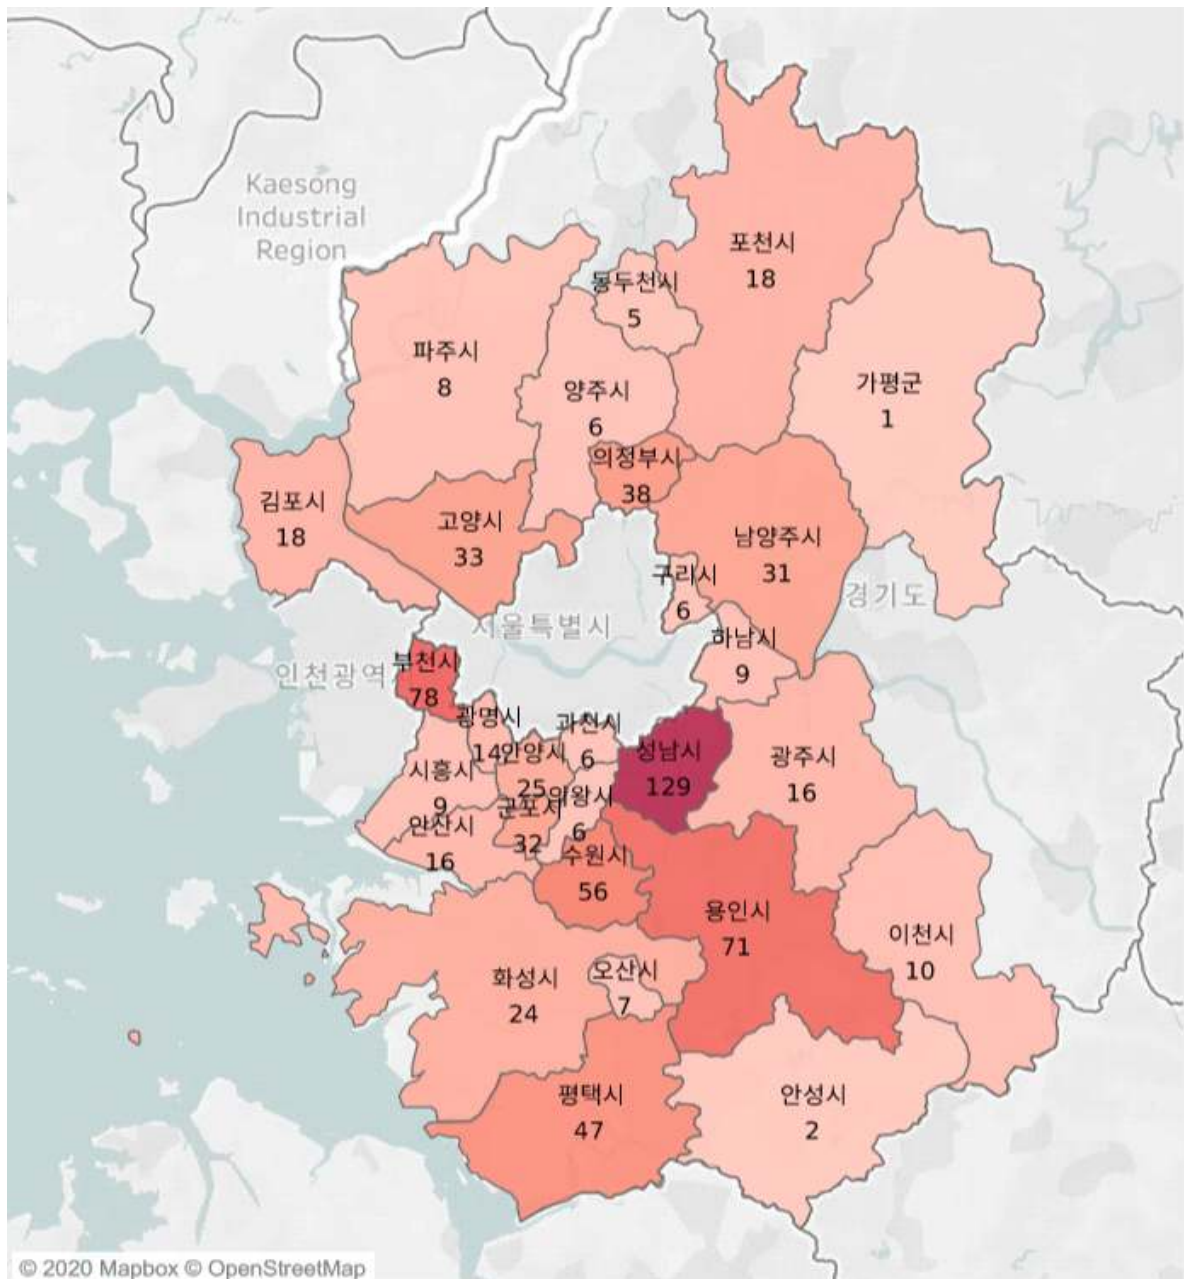 Kaesong
Industrial
Region
포천시
18
동두천시
5
파주시
8
양주시
6
가평군
1
의정부시
38
김포시
18
고양시
33
남양주시
31
구리시
6
경기도
서울특별시
하남시
9
인천광역
부천시
78
광명시
14
과천시
6
안양시
25
성남시
129
광주시
16
시흥시
9
의왕시
6
군포시
32
안산시
16
수원시
56
용인시
71
이천시
10
화성시
24
오산시
7
평택시
47
안성시
2
© 2020 Mapbox © OpenStreetMap